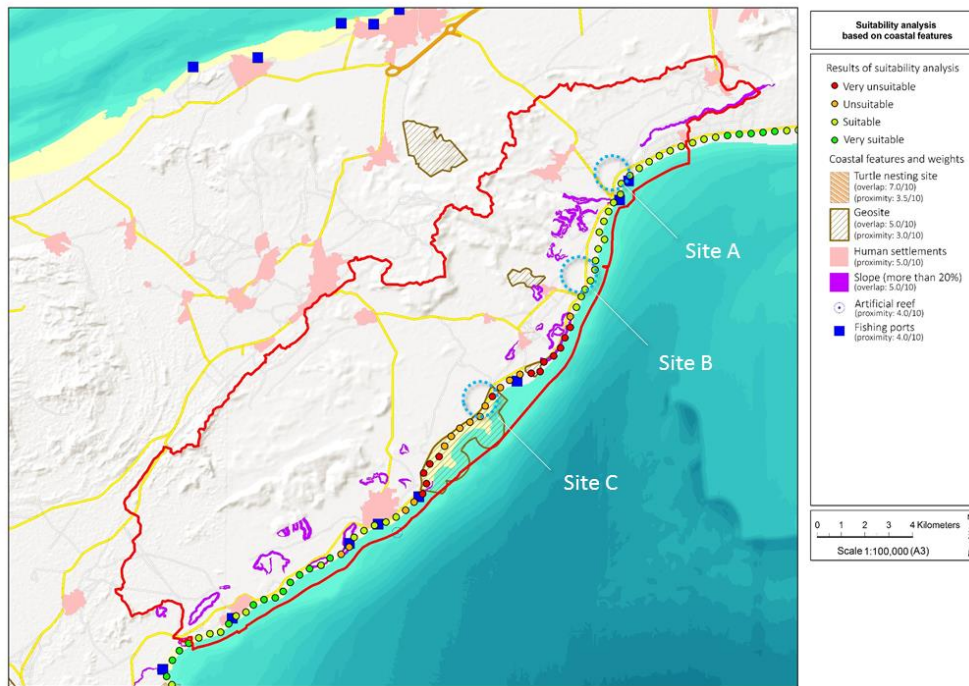 Suitability analysis
based on coastal features
Results of suitability analysis
Very unsuitable
Unsuitable
Suitable
Very suitable
Coastal features and weights
Turtle nesting site
(overlap: 7.0/10)
(proximity: 3.5/10)
Geosite
(overlap: 5.0/10)
(proximity: 3.0/10)
Human settlements
(proximity: 5.0/10)
Slope (more than 20%)
(overlap: 5.0/10)
Artificial reef
(proximity: 4.0/10)
Fishing ports
(proximity: 4.0/10)
Site A
Site B
Site C
0 1 2 4 Kilometers
Scale 1:100,000 (A3)